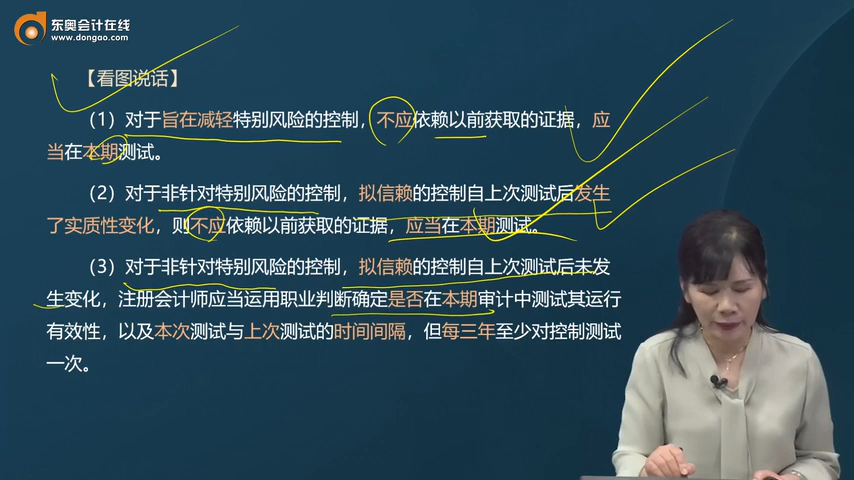 东奥会计在线
www.dongao.com
【看图说话】
（1）对于旨在减轻特别风险的控制，不应依赖以前获取的证据，应
当在本期测试。
（2）对于非针对特别风险的控制，拟信赖的控制自上次测试后发生
了实质性变化，则不应依赖以前获取的证据，应当在本期测试。
（3）对于非针对特别风险的控制，拟信赖的控制自上次测试后未发
生变化，注册会计师应当运用职业判断确定是否在本期审计中测试其运行
有效性，以及本次测试与上次测试的时间间隔，但每三年至少对控制测试
一次。